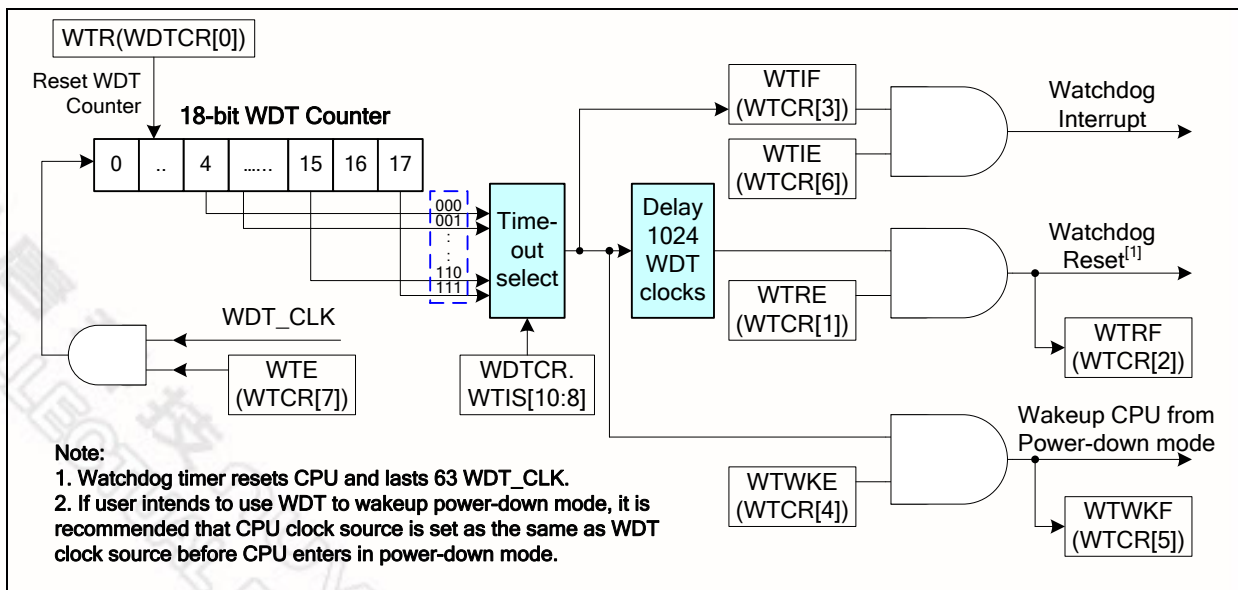 WTR(WDTCR[0])
Reset WDT
Counter
18-bit WDT Counter
0 .. 4 ...... 15 16 17
000
001
:
:
110
111
Time-
out
select
WDTCR.
WTIS[10:8]
WDT_CLK
WTE
(WTCR[7])
Delay
1024
WDT
clocks
WTIF
(WTCR[3])
WTIE
(WTCR[6])
Watchdog
Interrupt
WTRE
(WTCR[1])
Watchdog
Reset[1]
WTRF
(WTCR[2])
WTWKE
(WTCR[4])
Wakeup CPU from
Power-down mode
WTWKF
(WTCR[5])
Note:
1. Watchdog timer resets CPU and lasts 63 WDT_CLK.
2. If user intends to use WDT to wakeup power-down mode, it is
recommended that CPU clock source is set as the same as WDT
clock source before CPU enters in power-down mode.